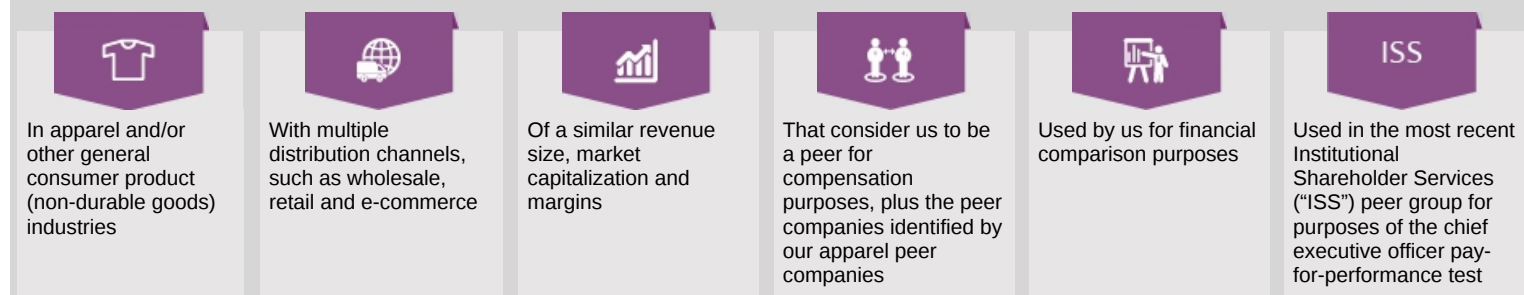 In apparel and/or
other general
consumer product
(non-durable goods)
industries
With multiple
distribution channels,
such as wholesale,
retail and e-commerce
Of a similar revenue
size, market
capitalization and
margins
That consider us to be
a peer for
compensation
purposes, plus the peer
companies identified by
our apparel peer
companies
Used by us for financial
comparison purposes
ISS
Used in the most recent
Institutional
Shareholder Services
(“ISS”) peer group for
purposes of the chief
executive officer pay-
for-performance test